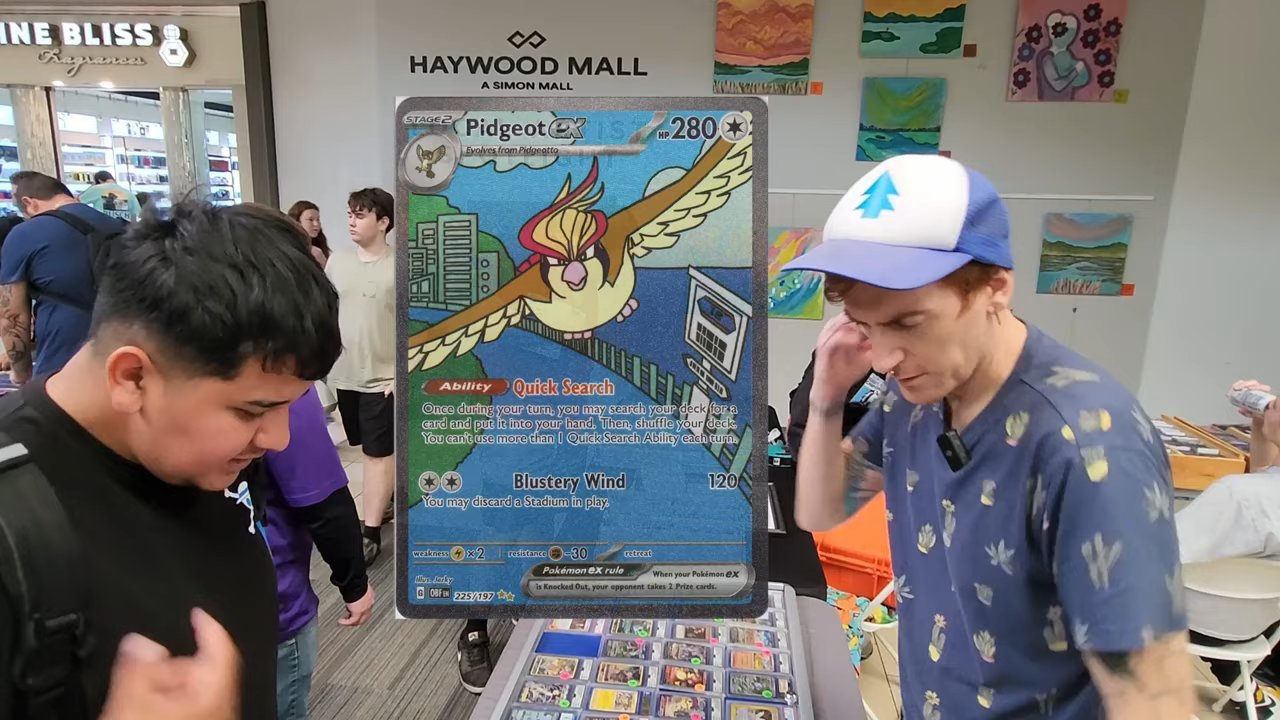 NE BLISS
Fragrances
HAYWOOD MALL
A SIMON MALL
STAGE2
Pidgeot ex
HP 280
Evolves from Pidgeotto
Ability Quick Search
Once during your turn, you may search your deck for a
card and put it into your hand. Then, shuffle your deck.
You can't use more than 1 Quick Search Ability each turn.
Blustery Wind 120
You may discard a Stadium in play.
weakness ×2 resistance -30 retreat
Pokémon ex rule
When your Pokémon ex
is Knocked Out, your opponent takes 2 Prize cards.
Illus. Jerky
G OBF EN 225/197